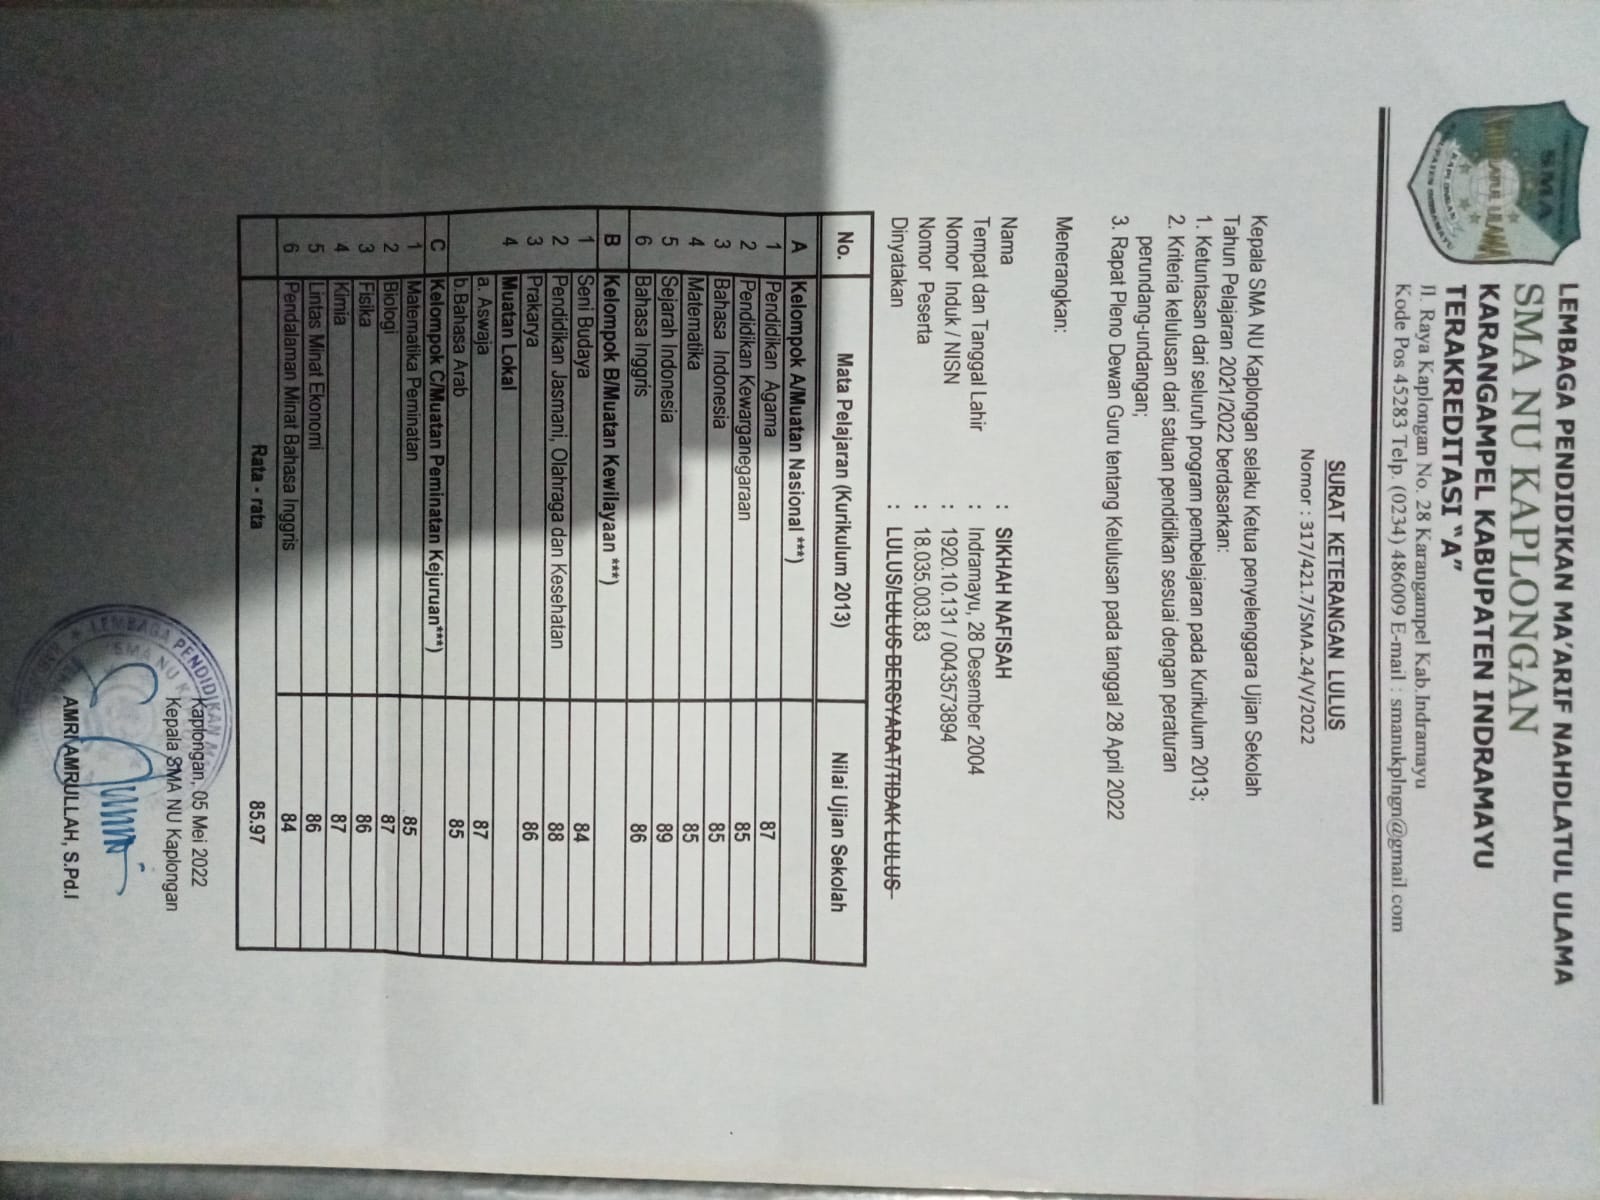 LEMBAGA PENDIDIKAN MA'ARIF NAHDLATUL ULAMA
SMA NU KAPLONGAN
KARANGAMPEL KABUPATEN INDRAMAYU
TERAKREDITASI "A"
Jl. Raya Kaplongan No. 28 Karangampel Kab.Indramayu
Kode Pos 45283 Telp. (0234) 486009 E-mail : smanukplngn@gmail.com
SMA
SURAT KETERANGAN LULUS
Nomor : 317/421.7/SMA.24/V/2022
Kepala SMA NU Kaplongan selaku Ketua penyelenggara Ujian Sekolah
Tahun Pelajaran 2021/2022 berdasarkan:
1. Ketuntasan dari seluruh program pembelajaran pada Kurikulum 2013;
2. Kriteria kelulusan dari satuan pendidikan sesuai dengan peraturan
perundang-undangan;
3. Rapat Pleno Dewan Guru tentang Kelulusan pada tanggal 28 April 2022
Menerangkan:
Nama : SIKHAH NAFISAH
Tempat dan Tanggal Lahir : Indramayu, 28 Desember 2004
Nomor Induk / NISN : 1920.10.131 / 0043573894
Nomor Peserta : 18.035.003.83
Dinyatakan : LULUS/LULUS BERSYARAT/TIDAK LULUS
No. Mata Pelajaran (Kurikulum 2013) Nilai Ujian Sekolah
A Kelompok A/Muatan Nasional ***)
1 Pendidikan Agama 87
2 Pendidikan Kewarganegaraan 85
3 Bahasa Indonesia 85
4 Matematika 85
5 Sejarah Indonesia 89
6 Bahasa Inggris 86
B Kelompok B/Muatan Kewilayaan ***)
1 Seni Budaya 84
2 Pendidikan Jasmani, Olahraga dan Kesehatan 88
3 Prakarya 86
4 Muatan Lokal
a. Aswaja 87
b.Bahasa Arab 85
C Kelompok C/Muatan Peminatan Kejuruan***)
1 Matematika Peminatan 85
2 Biologi 87
3 Fisika 86
4 Kimia 87
5 Lintas Minat Ekonomi 86
6 Pendalaman Minat Bahasa Inggris 84
Rata - rata 85.97
Kaplongan, 05 Mei 2022
Kepala SMA NU Kaplongan
LEMBAGA PENDIDIKAN
SMA NU
AMRI AMRULLAH, S.Pd.I